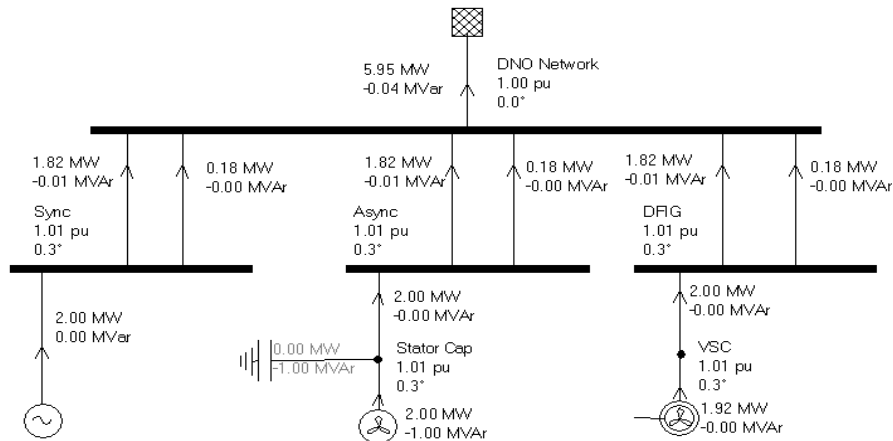 5.95 MW
-0.04 MVar
DNO Network
1.00 pu
0.0°
1.82 MW
-0.01 MVAr
0.18 MW
-0.00 MVAr
1.82 MW
-0.01 MVAr
0.18 MW
-0.00 MVAr
1.82 MW
-0.01 MVAr
0.18 MW
-0.00 MVAr
Sync
1.01 pu
0.3°
Async
1.01 pu
0.3°
DFIG
1.01 pu
0.3°
2.00 MW
0.00 MVar
2.00 MW
-0.00 MVAr
2.00 MW
-0.00 MVAr
0.00 MW
-1.00 MVAr
Stator Cap
1.01 pu
0.3°
VSC
1.01 pu
0.3°
2.00 MW
-1.00 MVAr
1.92 MW
-0.00 MVAr